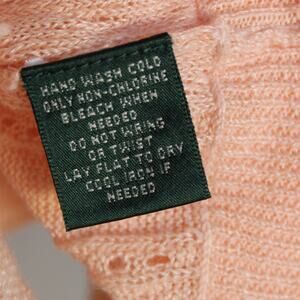 HAND WASH COLD
ONLY NON-CHLORINE
BLEACH WHEN
NEEDED
DO NOT WRING
OR TWIST
LAY FLAT TO DRY
COOL IRON IF
NEEDED